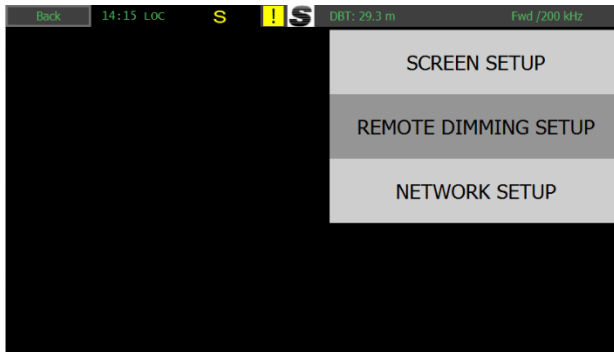 Back
14:15 LOC
S
!
S
DBT: 29.3 m
Fwd /200 kHz
SCREEN SETUP
REMOTE DIMMING SETUP
NETWORK SETUP